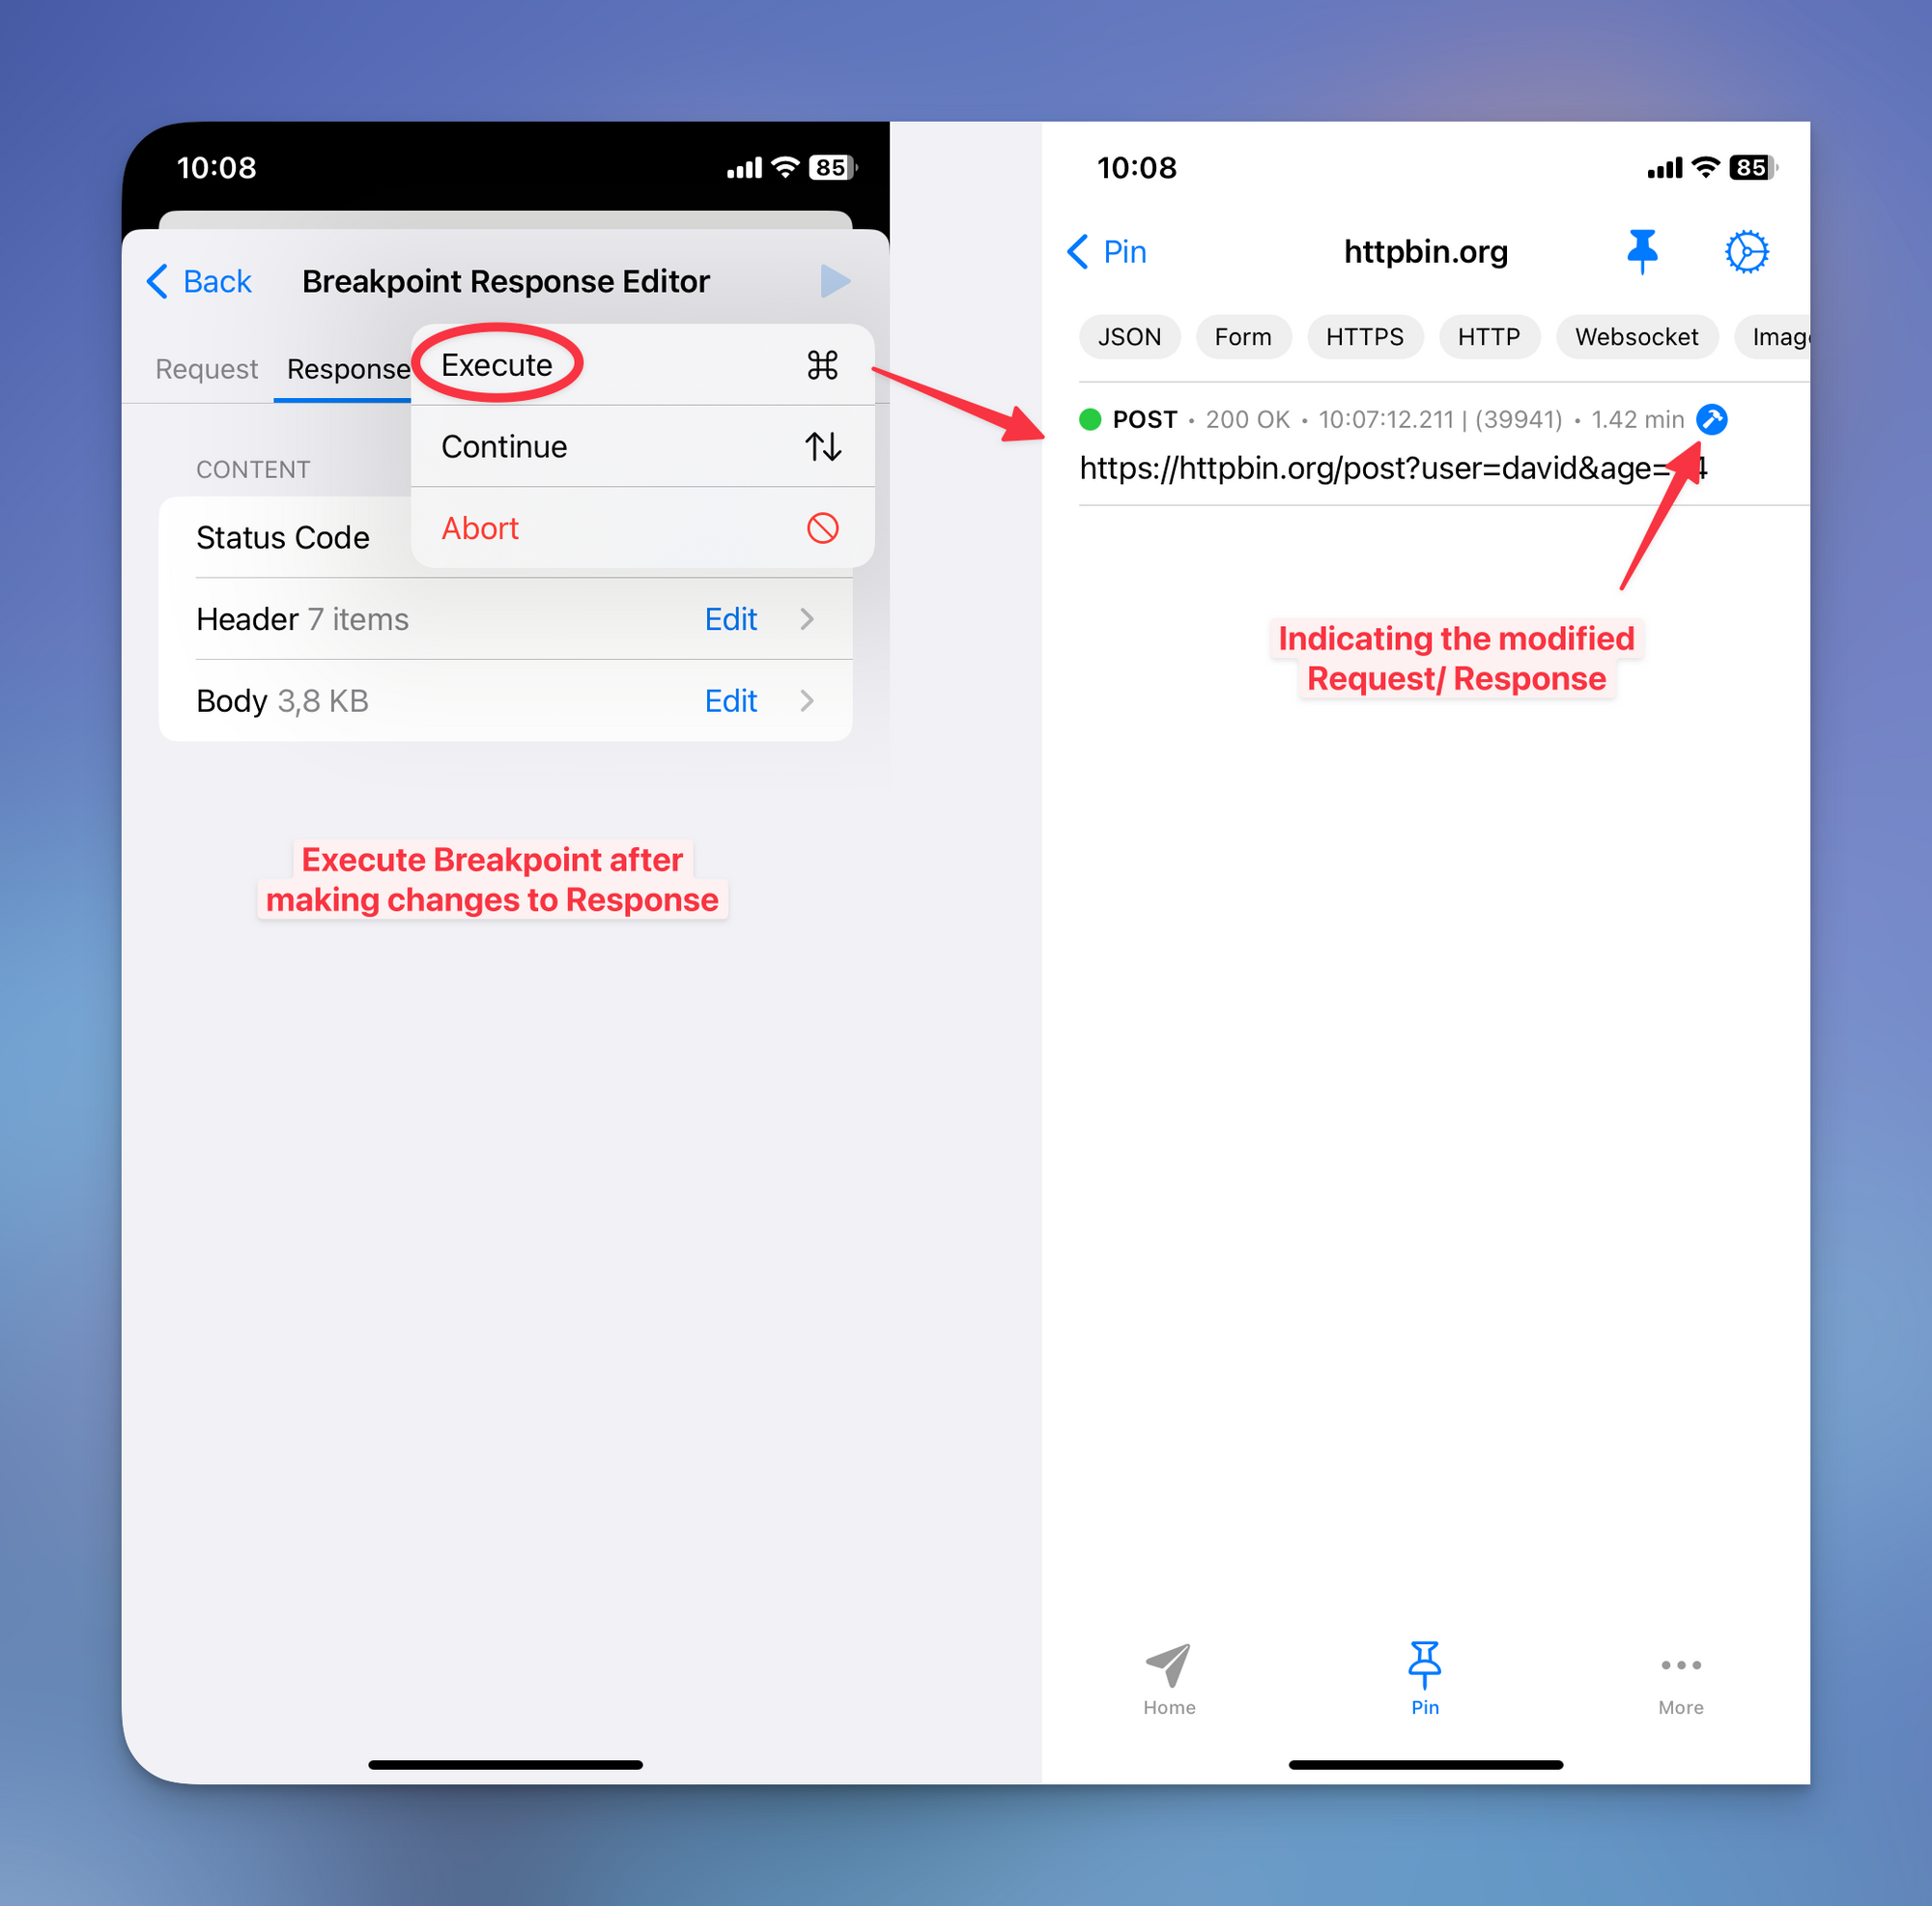 10:08
85
Back
Breakpoint Response Editor
Request
Response
Execute
Continue
Abort
CONTENT
Status Code
Header 7 items
Edit
Body 3,8 KB
Edit
Execute Breakpoint after
making changes to Response
10:08
85
Pin
httpbin.org
JSON
Form
HTTPS
HTTP
Websocket
POST • 200 OK • 10:07:12.211 | (39941) • 1.42 min
https://httpbin.org/post?user=david&age=
Indicating the modified
Request/ Response
Home
Pin
More